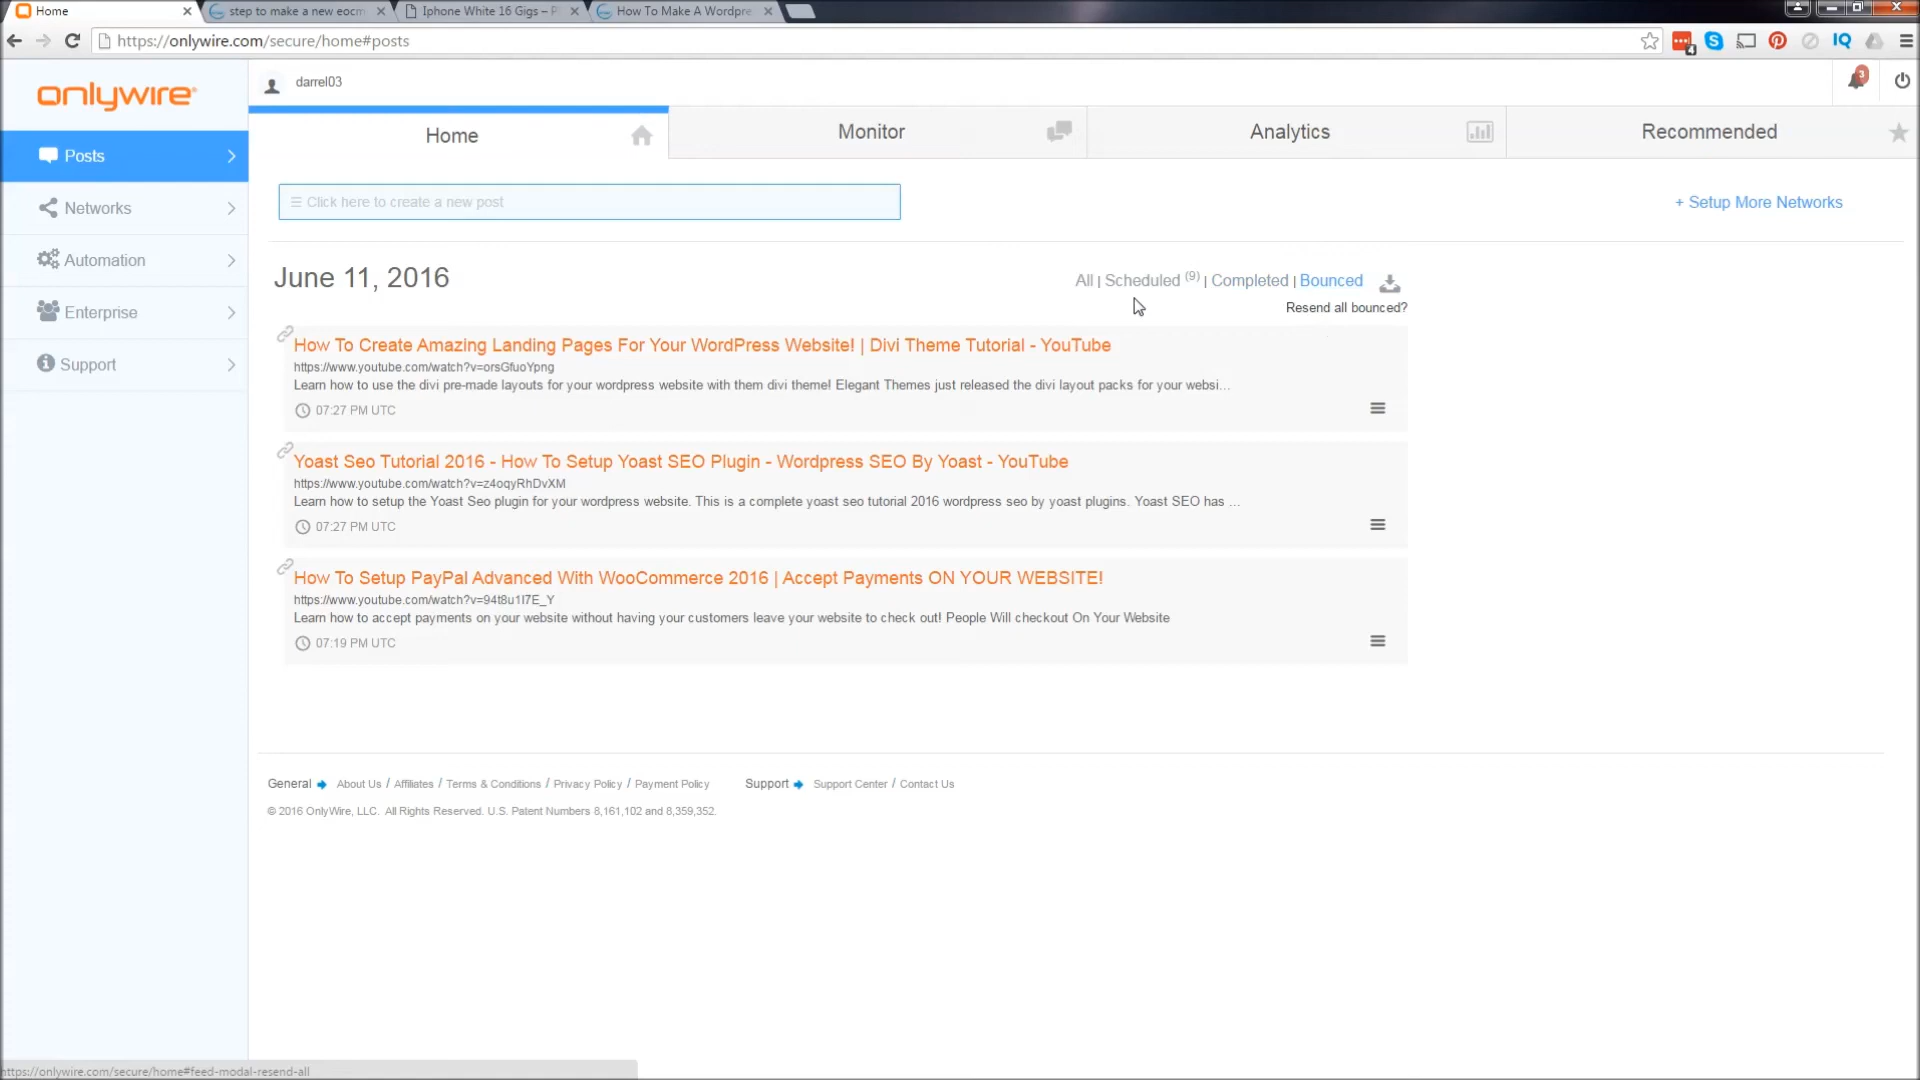 Home
step to make a new eocm
Iphone White 16 Gigs – P
How To Make A Wordpre
https://onlywire.com/secure/home#posts
4
IQ
onlywire
darrel03
3
Home
Monitor
Analytics
Recommended
Posts
Networks
Automation
Enterprise
Support
Click here to create a new post
+ Setup More Networks
June 11, 2016
All | Scheduled (9) | Completed | Bounced
Resend all bounced?
How To Create Amazing Landing Pages For Your WordPress Website! | Divi Theme Tutorial - YouTube
https://www.youtube.com/watch?v=orsGfuoYpng
Learn how to use the divi pre-made layouts for your wordpress website with them divi theme! Elegant Themes just released the divi layout packs for your websi...
07:27 PM UTC
Yoast Seo Tutorial 2016 - How To Setup Yoast SEO Plugin - Wordpress SEO By Yoast - YouTube
https://www.youtube.com/watch?v=z4oqyRhDvXM
Learn how to setup the Yoast Seo plugin for your wordpress website. This is a complete yoast seo tutorial 2016 wordpress seo by yoast plugins. Yoast SEO has ...
07:27 PM UTC
How To Setup PayPal Advanced With WooCommerce 2016 | Accept Payments ON YOUR WEBSITE!
https://www.youtube.com/watch?v=94t8u1I7E_Y
Learn how to accept payments on your website without having your customers leave your website to check out! People Will checkout On Your Website
07:19 PM UTC
General About Us / Affiliates / Terms & Conditions / Privacy Policy / Payment Policy Support Support Center / Contact Us
© 2016 OnlyWire, LLC. All Rights Reserved. U.S. Patent Numbers 8,161,102 and 8,359,352.
https://onlywire.com/secure/home#feed-modal-resend-all